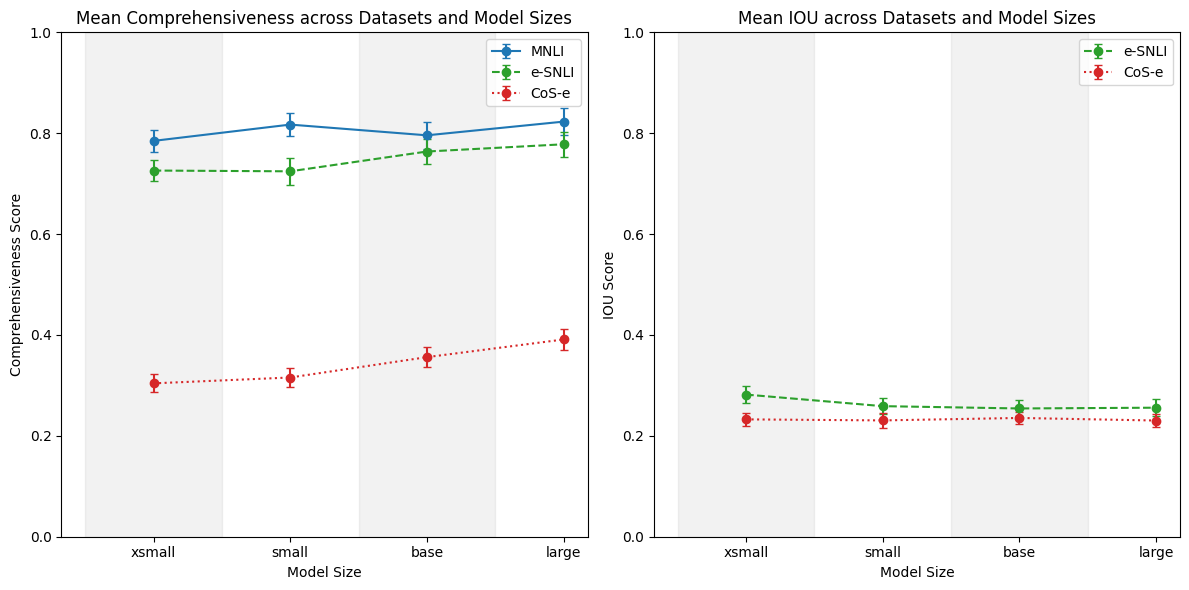 Mean Comprehensiveness across Datasets and Model Sizes
1.0
0.8
0.6
0.4
0.2
0.0
Comprehensiveness Score
MNLI
e-SNLI
CoS-e
xsmall small base large
Model Size
Mean IOU across Datasets and Model Sizes
1.0
0.8
0.6
0.4
0.2
0.0
IOU Score
e-SNLI
CoS-e
xsmall small base large
Model Size